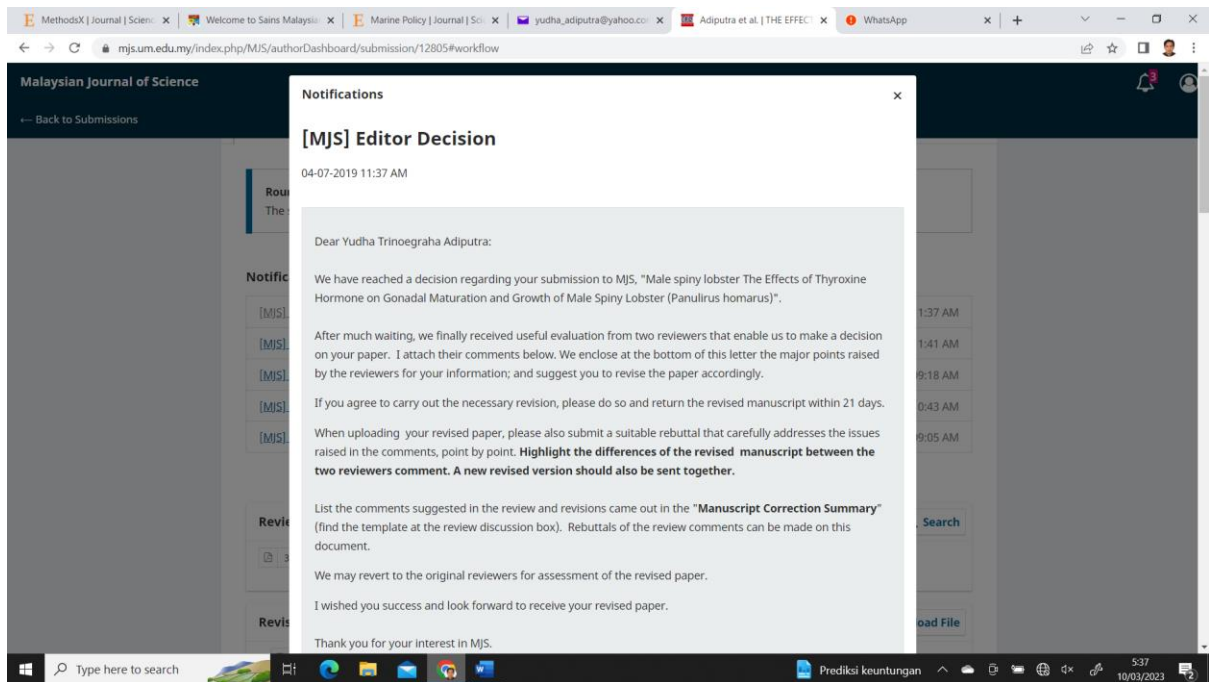 MethodsX | Journal | Scienc
Welcome to Sains Malaysia
Marine Policy | Journal | Sci
yudha_adiputra@yahoo.co
Adiputra et al. | THE EFFECT
WhatsApp
mjs.um.edu.my/index.php/MJS/authorDashboard/submission/12805#workflow
Malaysian Journal of Science
3
← Back to Submissions
Notifications
[MJS] Editor Decision
04-07-2019 11:37 AM
Rou
The
Dear Yudha Trinoegraha Adiputra:
Notific
We have reached a decision regarding your submission to MJS, "Male spiny lobster The Effects of Thyroxine
Hormone on Gonadal Maturation and Growth of Male Spiny Lobster (Panulirus homarus)".
[MJS]
1:37 AM
After much waiting, we finally received useful evaluation from two reviewers that enable us to make a decision
[MJS]
1:41 AM
on your paper. I attach their comments below. We enclose at the bottom of this letter the major points raised
by the reviewers for your information; and suggest you to revise the paper accordingly.
[MJS]
9:18 AM
If you agree to carry out the necessary revision, please do so and return the revised manuscript within 21 days.
[MJS]
0:43 AM
When uploading your revised paper, please also submit a suitable rebuttal that carefully addresses the issues
[MJS]
9:05 AM
raised in the comments, point by point. Highlight the differences of the revised manuscript between the
two reviewers comment. A new revised version should also be sent together.
List the comments suggested in the review and revisions came out in the "Manuscript Correction Summary"
Revie
Search
(find the template at the review discussion box). Rebuttals of the review comments can be made on this
document.
3
We may revert to the original reviewers for assessment of the revised paper.
I wished you success and look forward to receive your revised paper.
Revis
oad File
Thank you for your interest in MJS.
Type here to search
Prediksi keuntungan
5:37
10/03/2023
2